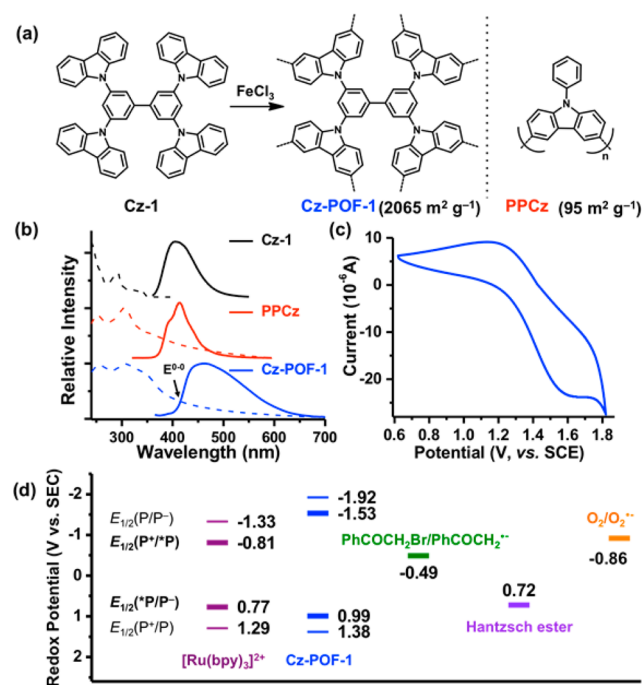 (a)
N
N
N
N
FeCl3
N
N
N
N
N
n
Cz-1
Cz-POF-1 (2065 m² g⁻¹)
PPCz (95 m² g⁻¹)
(b)
Relative Intensity
Cz-1
PPCz
E⁰⁻⁰
Cz-POF-1
300 400 500 600 700
Wavelength (nm)
(c)
Current (10⁻⁶A)
10
0
-10
-20
0.6 0.8 1.0 1.2 1.4 1.6 1.8
Potential (V, vs. SCE)
(d)
Redox Potential (V vs. SEC)
-2
-1
0
1
2
E1/2(P/P⁻)
E1/2(P⁺/*P)
E1/2(*P/P⁻)
E1/2(P⁺/P)
-1.33
-0.81
0.77
1.29
[Ru(bpy)3]²⁺
-1.92
-1.53
0.99
1.38
Cz-POF-1
PhCOCH2Br/PhCOCH2•⁻
-0.49
0.72
Hantzsch ester
O2/O2•⁻
-0.86